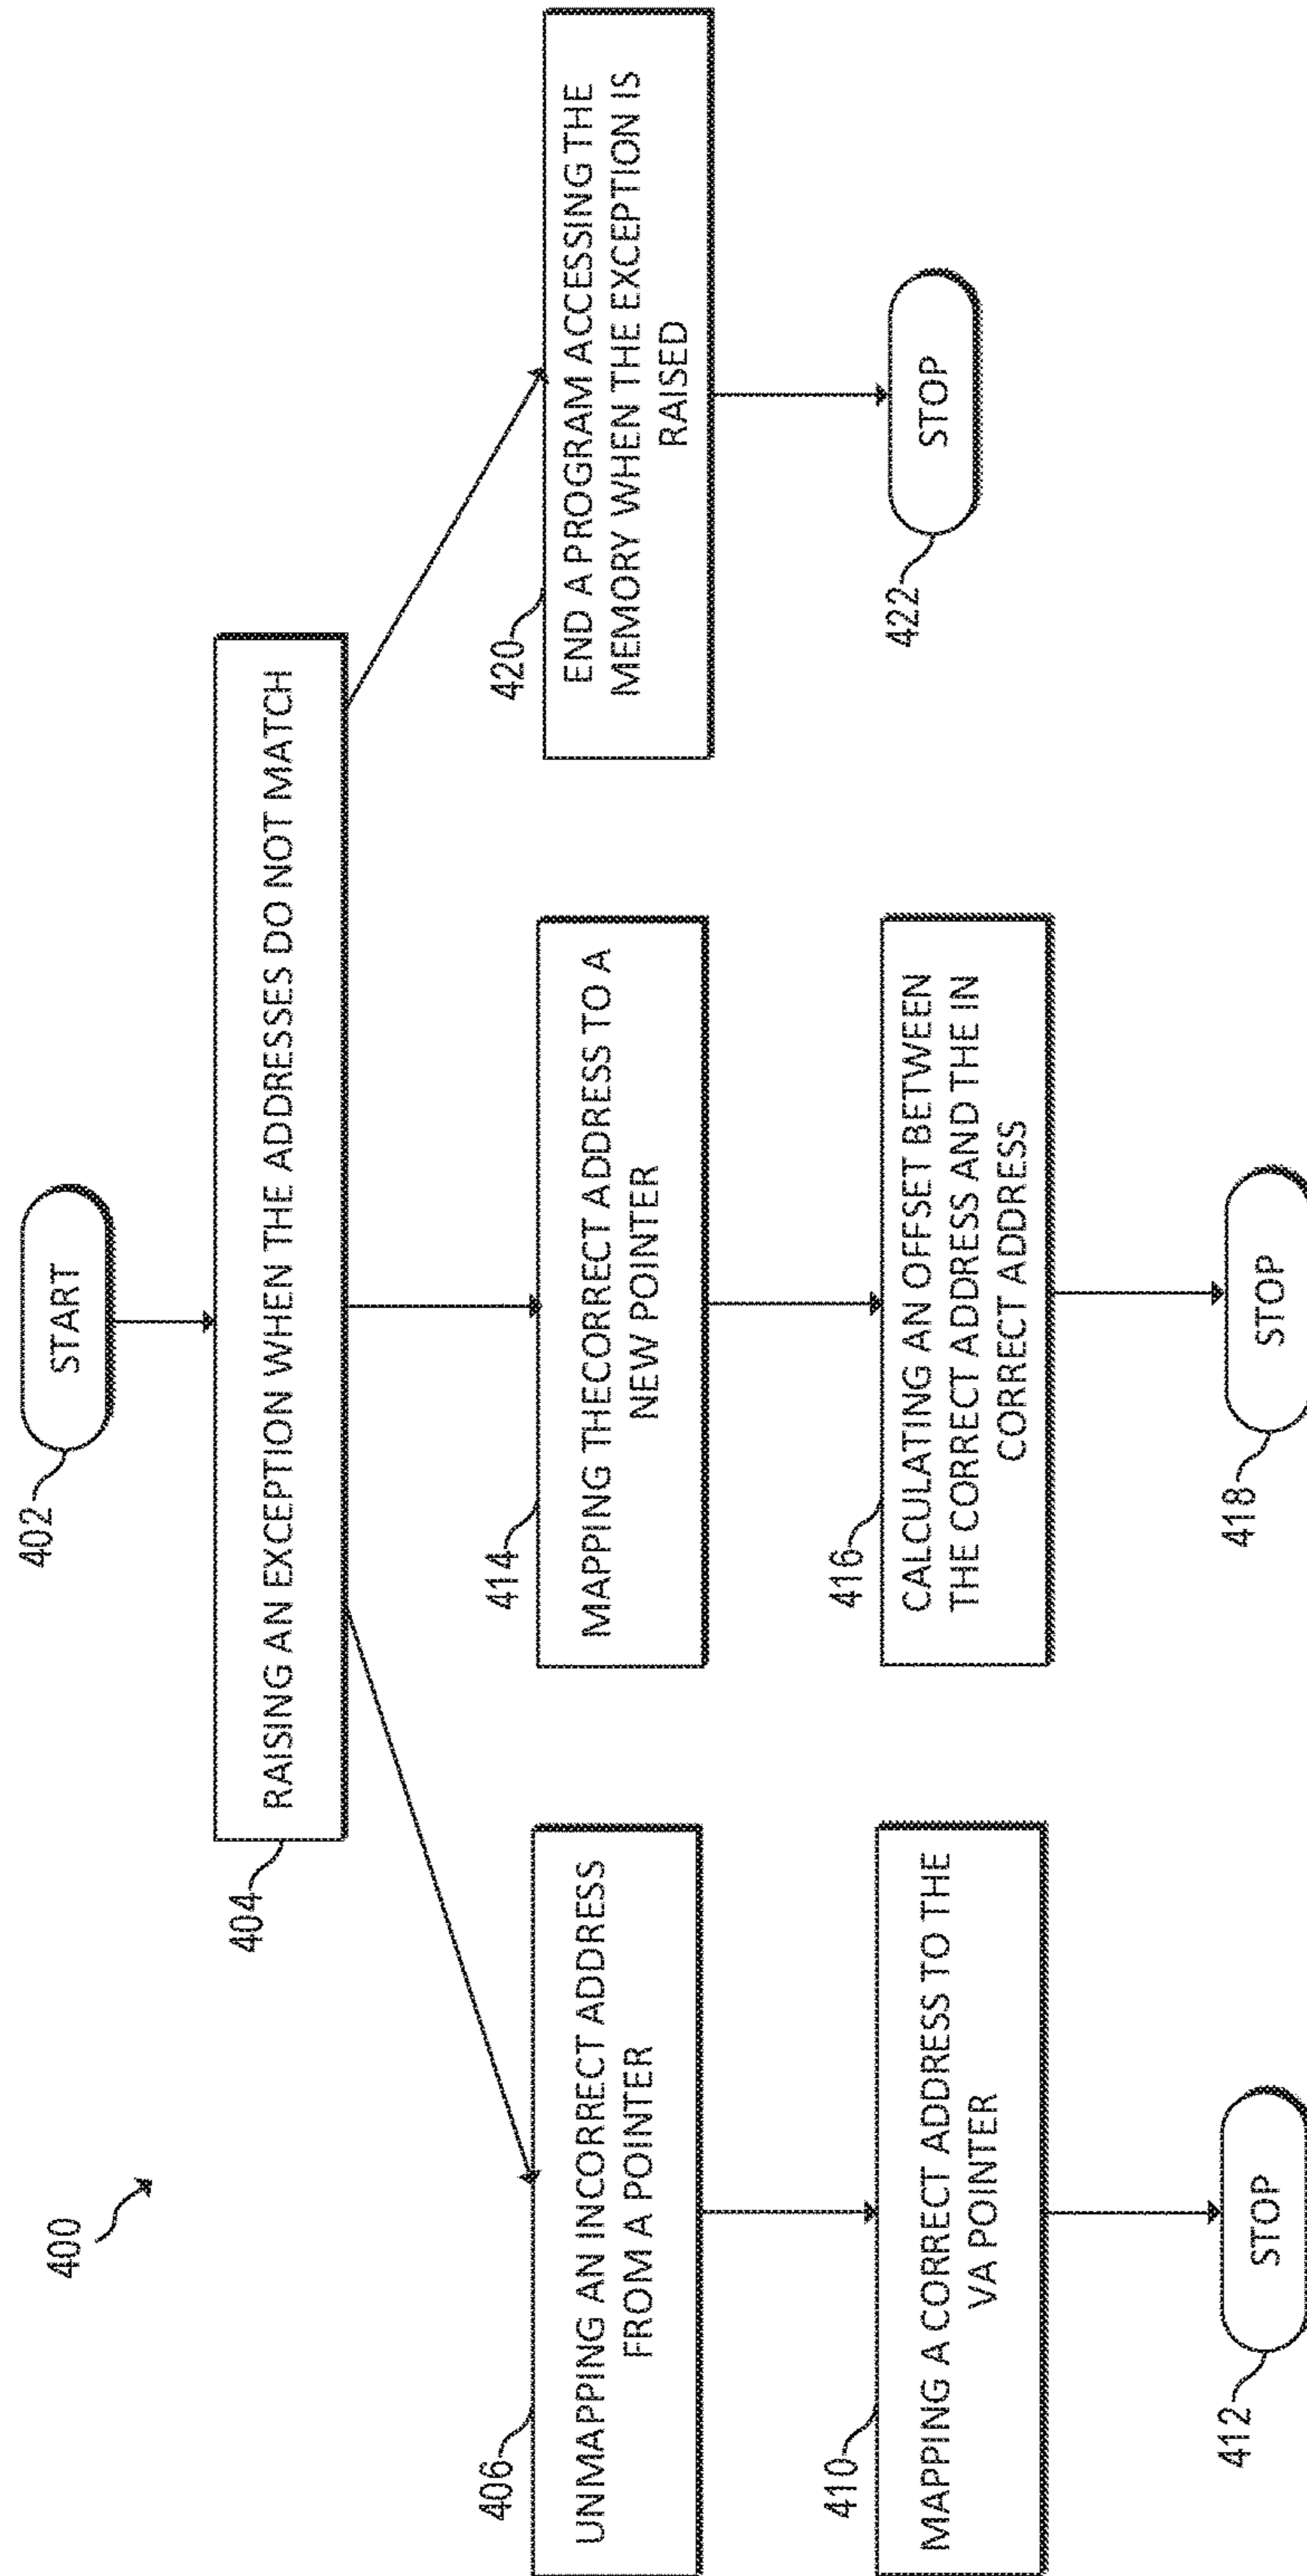 400
402
START
404
RAISING AN EXCEPTION WHEN THE ADDRESSES DO NOT MATCH
406
UNMAPPING AN INCORRECT ADDRESS
FROM A POINTER
410
MAPPING A CORRECT ADDRESS TO THE
VA POINTER
412
STOP
414
MAPPING THECORRECT ADDRESS TO A
NEW POINTER
416
CALCULATING AN OFFSET BETWEEN
THE CORRECT ADDRESS AND THE IN
CORRECT ADDRESS
418
STOP
420
END A PROGRAM ACCESSING THE
MEMORY WHEN THE EXCEPTION IS
RAISED
422
STOP